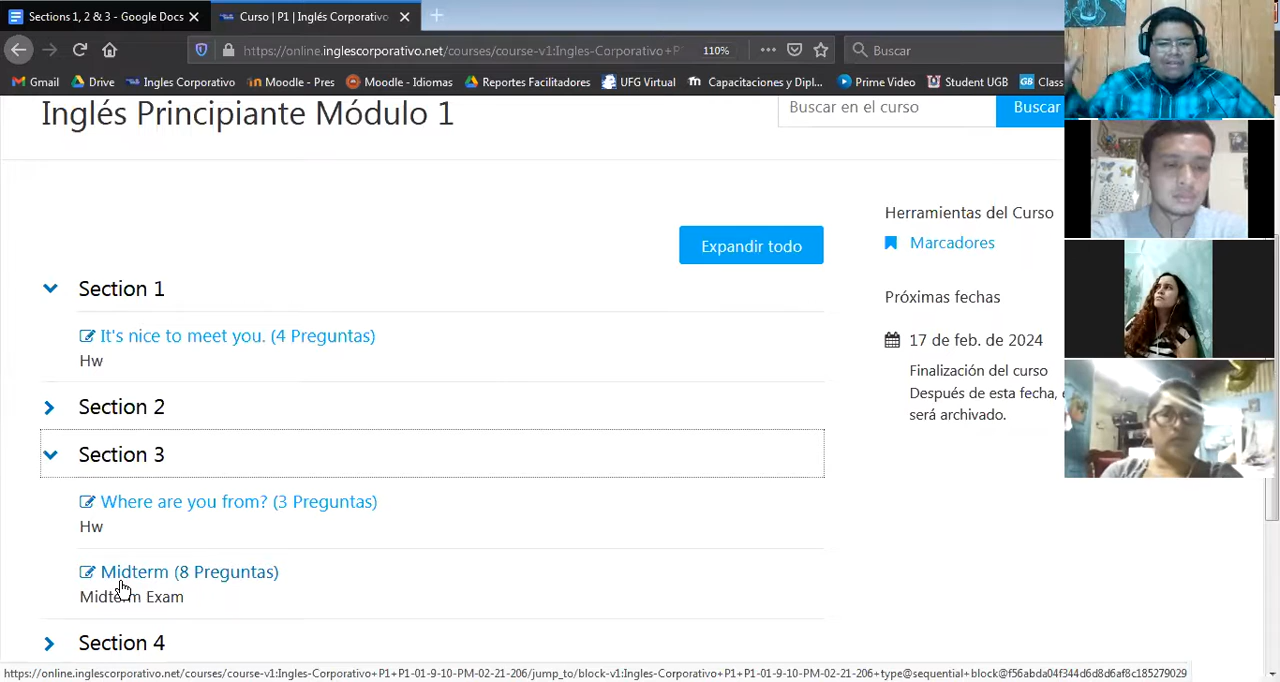 Sections 1, 2 & 3 - Google Docs
Curso | P1 | Inglés Corporativo
https://online.inglescorporativo.net/courses/course-v1:Ingles-Corporativo+P
110%
Buscar
Gmail
Drive
Ingles Corporativo
Moodle - Pres
Moodle - Idiomas
Reportes Facilitadores
UFG Virtual
Capacitaciones y Dipl...
Prime Video
Student UGB
Class
Inglés Principiante Módulo 1
Buscar en el curso
Buscar
Herramientas del Curso
Marcadores
Expandir todo
Section 1
It's nice to meet you. (4 Preguntas)
Hw
Próximas fechas
17 de feb. de 2024
Finalización del curso
Después de esta fecha,
será archivado.
Section 2
Section 3
Where are you from? (3 Preguntas)
Hw
Midterm (8 Preguntas)
Midterm Exam
Section 4
https://online.inglescorporativo.net/courses/course-v1:Ingles-Corporativo+P1+P1-01-9-10-PM-02-21-206/jump_to/block-v1:Ingles-Corporativo+P1+P1-01-9-10-PM-02-21-206+type@sequential+block@f56abda04f344d6d8d6af8c185279029